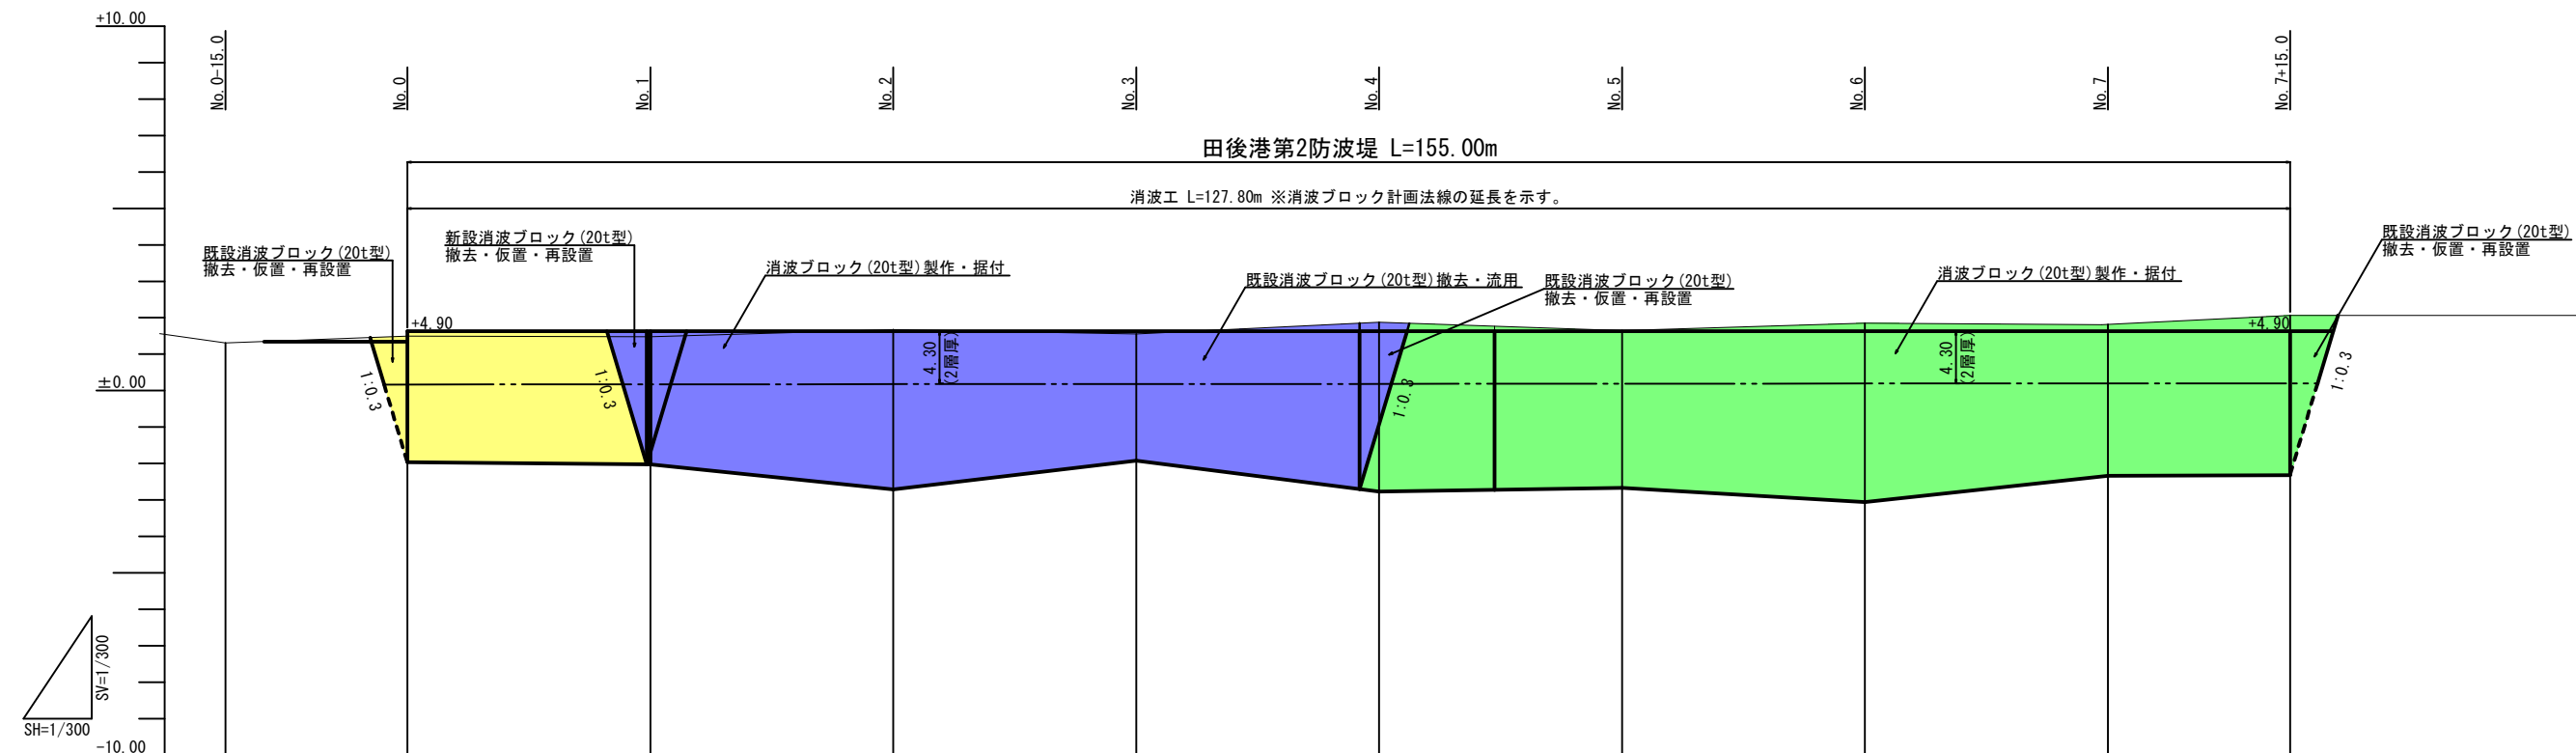 +10.00
No.0-15.0
No.0
No.1
No.2
No.3
No.4
No.5
No.6
No.7
No.7+15.0
田後港第2防波堤 L=155.00m
消波工 L=127.80m ※消波ブロック計画法線の延長を示す。
既設消波ブロック(20t型)
撤去・仮置・再設置
新設消波ブロック(20t型)
撤去・仮置・再設置
消波ブロック(20t型)製作・据付
既設消波ブロック(20t型)撤去・流用
既設消波ブロック(20t型)
撤去・仮置・再設置
消波ブロック(20t型)製作・据付
既設消波ブロック(20t型)
撤去・仮置・再設置
+4.90
+4.90
4.30
(2層厚)
4.30
(2層厚)
±0.00
1:0.3
1:0.3
1:0.3
1:0.3
SV=1/300
SH=1/300
-10.00